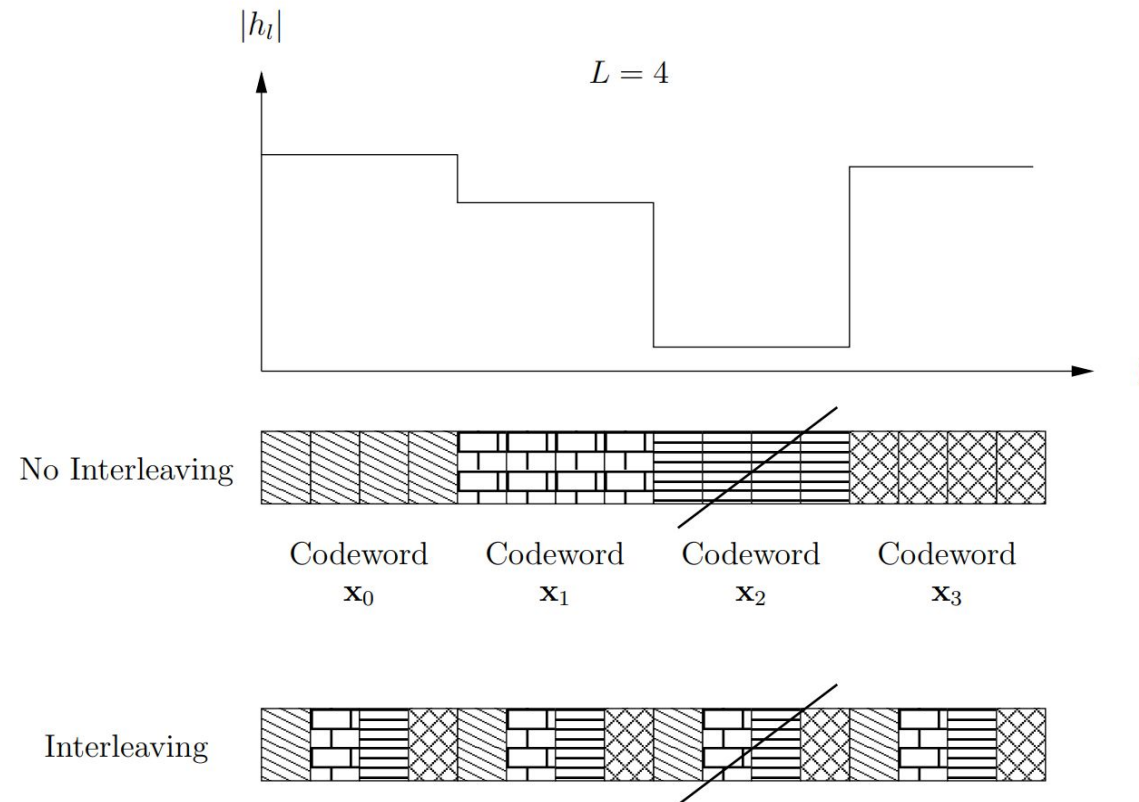 |h_l|
L = 4
No Interleaving
Codeword Codeword Codeword Codeword
x_0 x_1 x_2 x_3
Interleaving